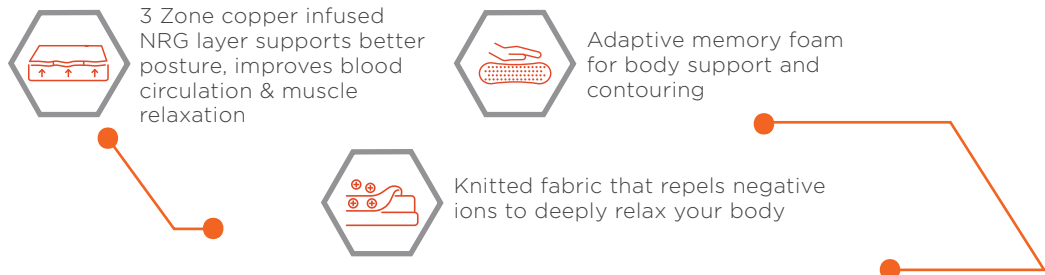 3 Zone copper infused
NRG layer supports better
posture, improves blood
circulation & muscle
relaxation
Adaptive memory foam
for body support and
contouring
Knitted fabric that repels negative
ions to deeply relax your body